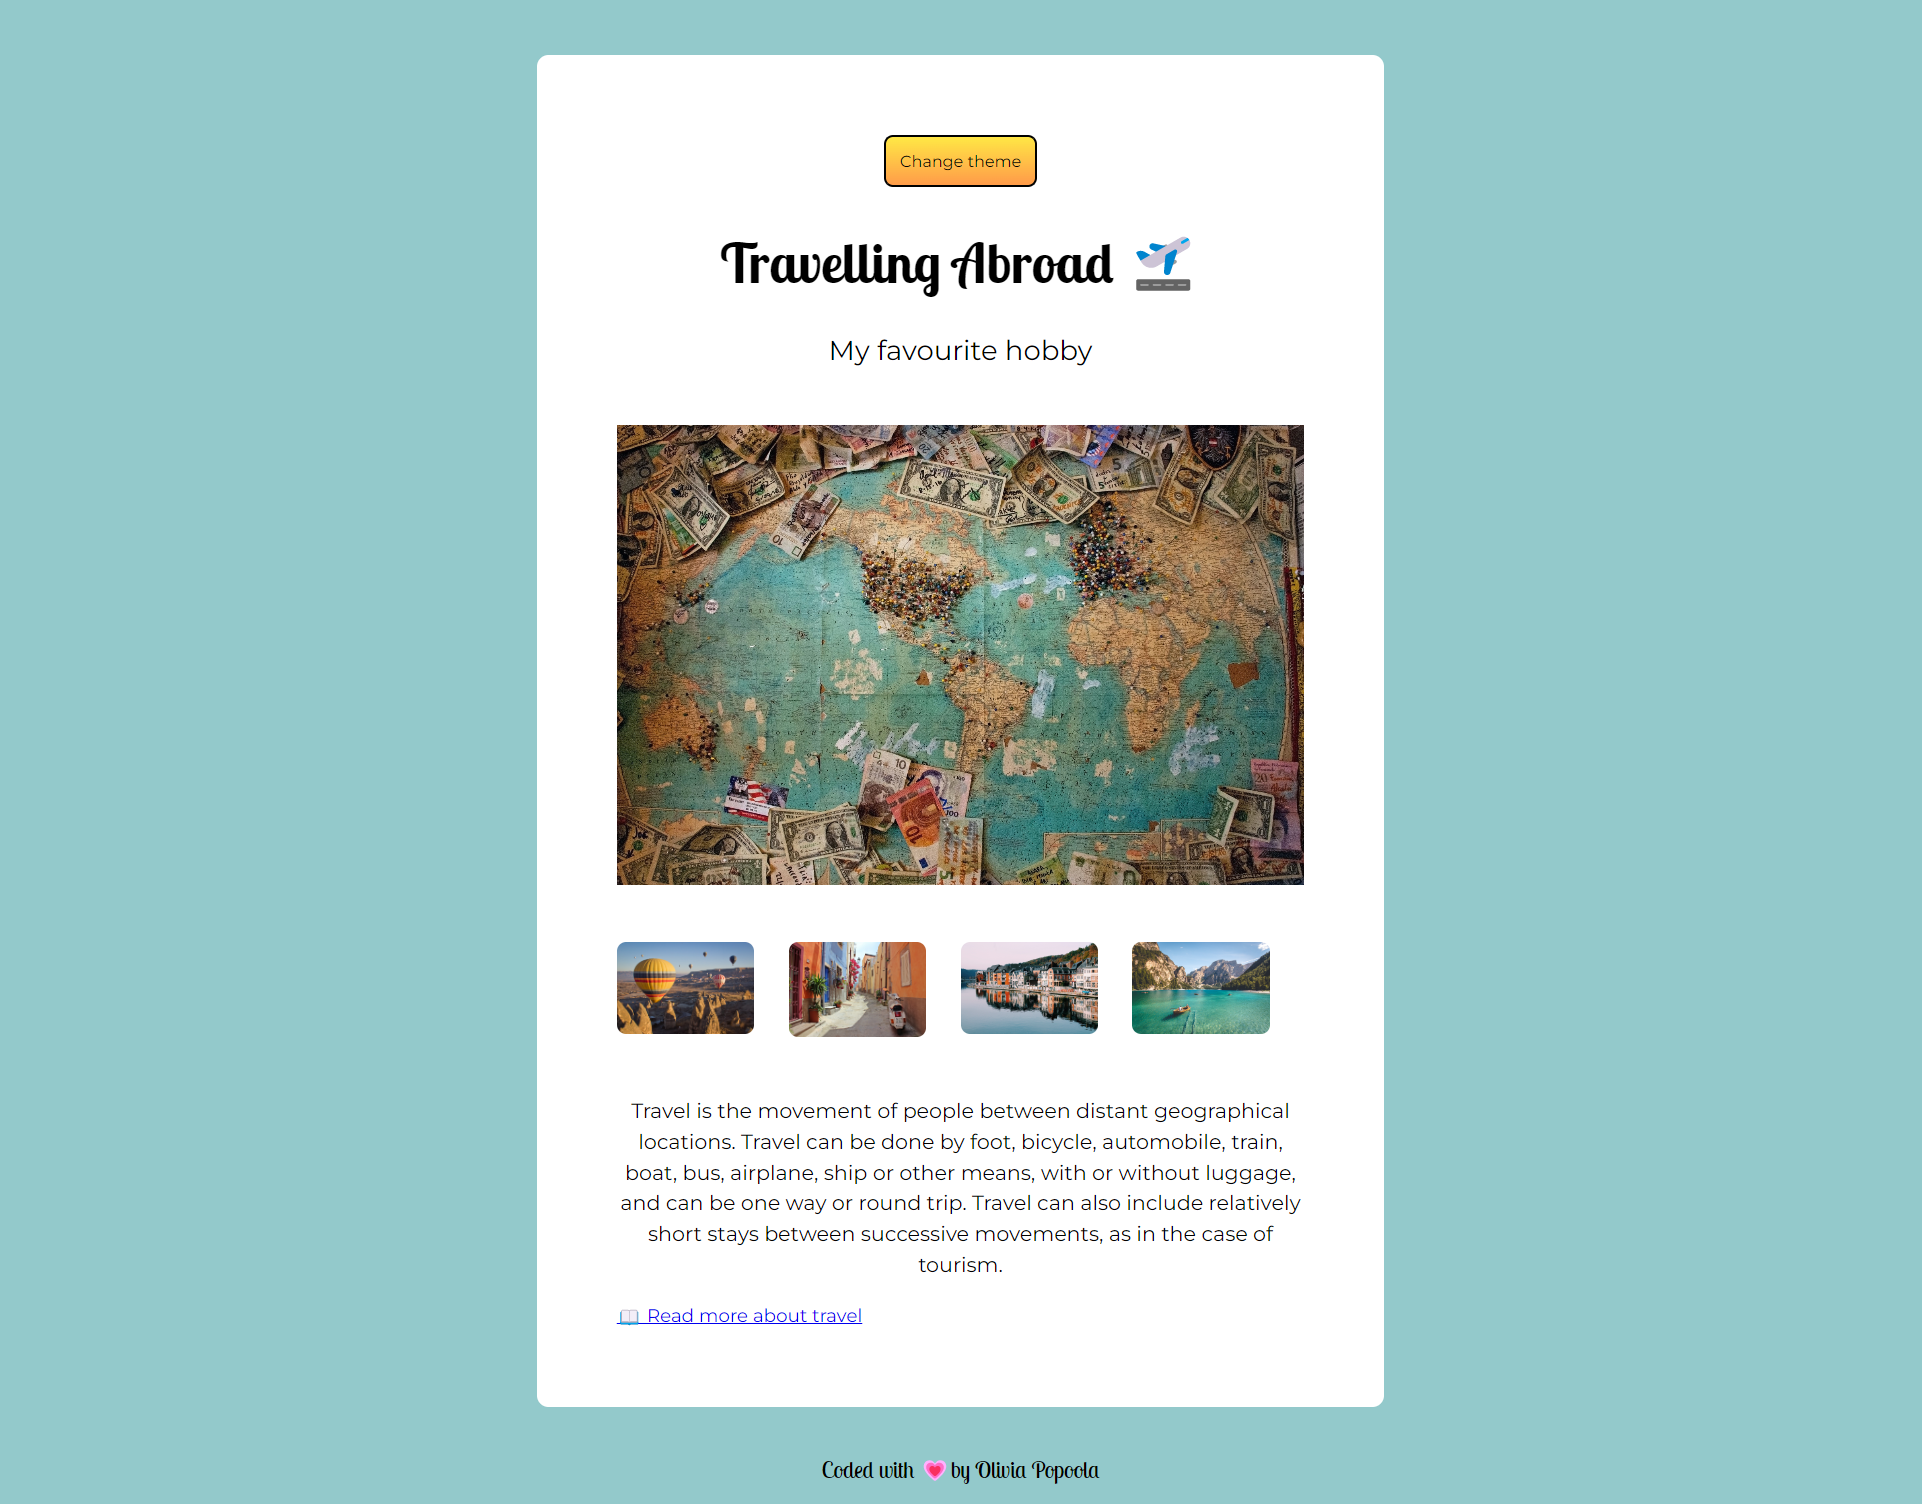 Change theme
Travelling Abroad
My favourite hobby
Travel is the movement of people between distant geographical
locations. Travel can be done by foot, bicycle, automobile, train,
boat, bus, airplane, ship or other means, with or without luggage,
and can be one way or round trip. Travel can also include relatively
short stays between successive movements, as in the case of
tourism.
Read more about travel
Coded with 💗 by Olivia Popoola